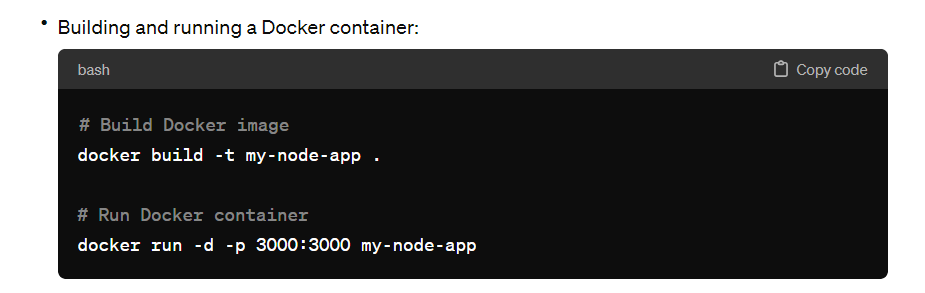 • Building and running a Docker container:
bash Copy code
# Build Docker image
docker build -t my-node-app .
# Run Docker container
docker run -d -p 3000:3000 my-node-app